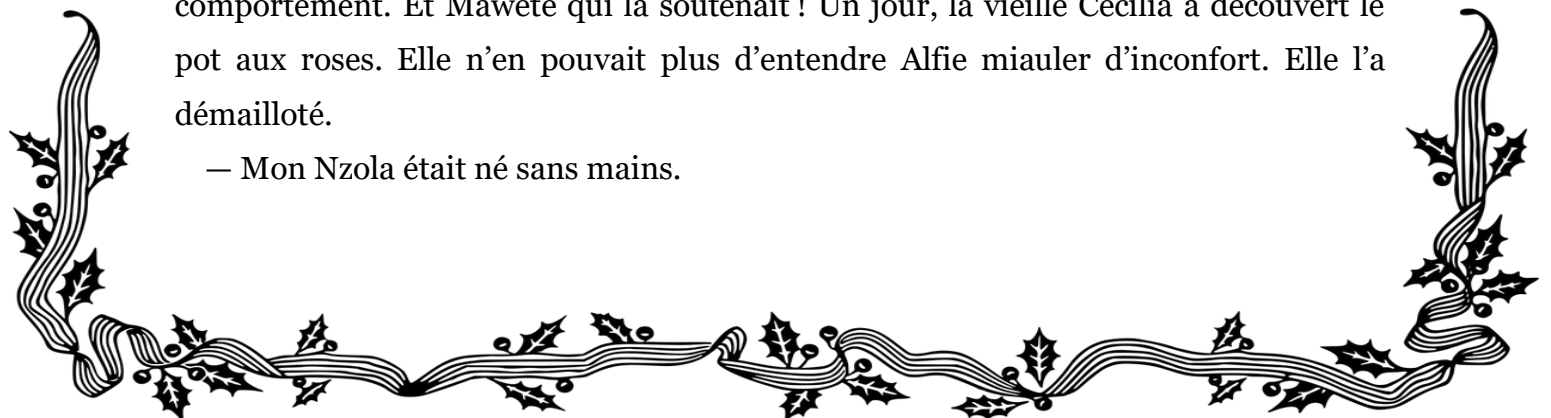 comportement. Et Mawete qui la soutenait ! Un jour, la vieille Cécilia a découvert le
pot aux roses. Elle n’en pouvait plus d’entendre Alfie miauler d’inconfort. Elle l’a
démailloté.
— Mon Nzola était né sans mains.